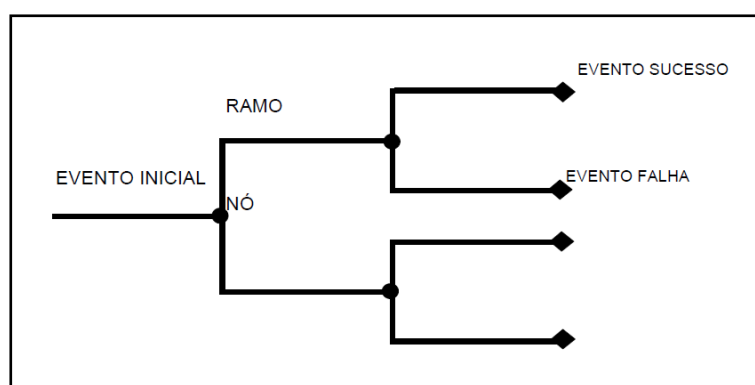 EVENTO SUCESSO
RAMO
EVENTO INICIAL
EVENTO FALHA
NÓ